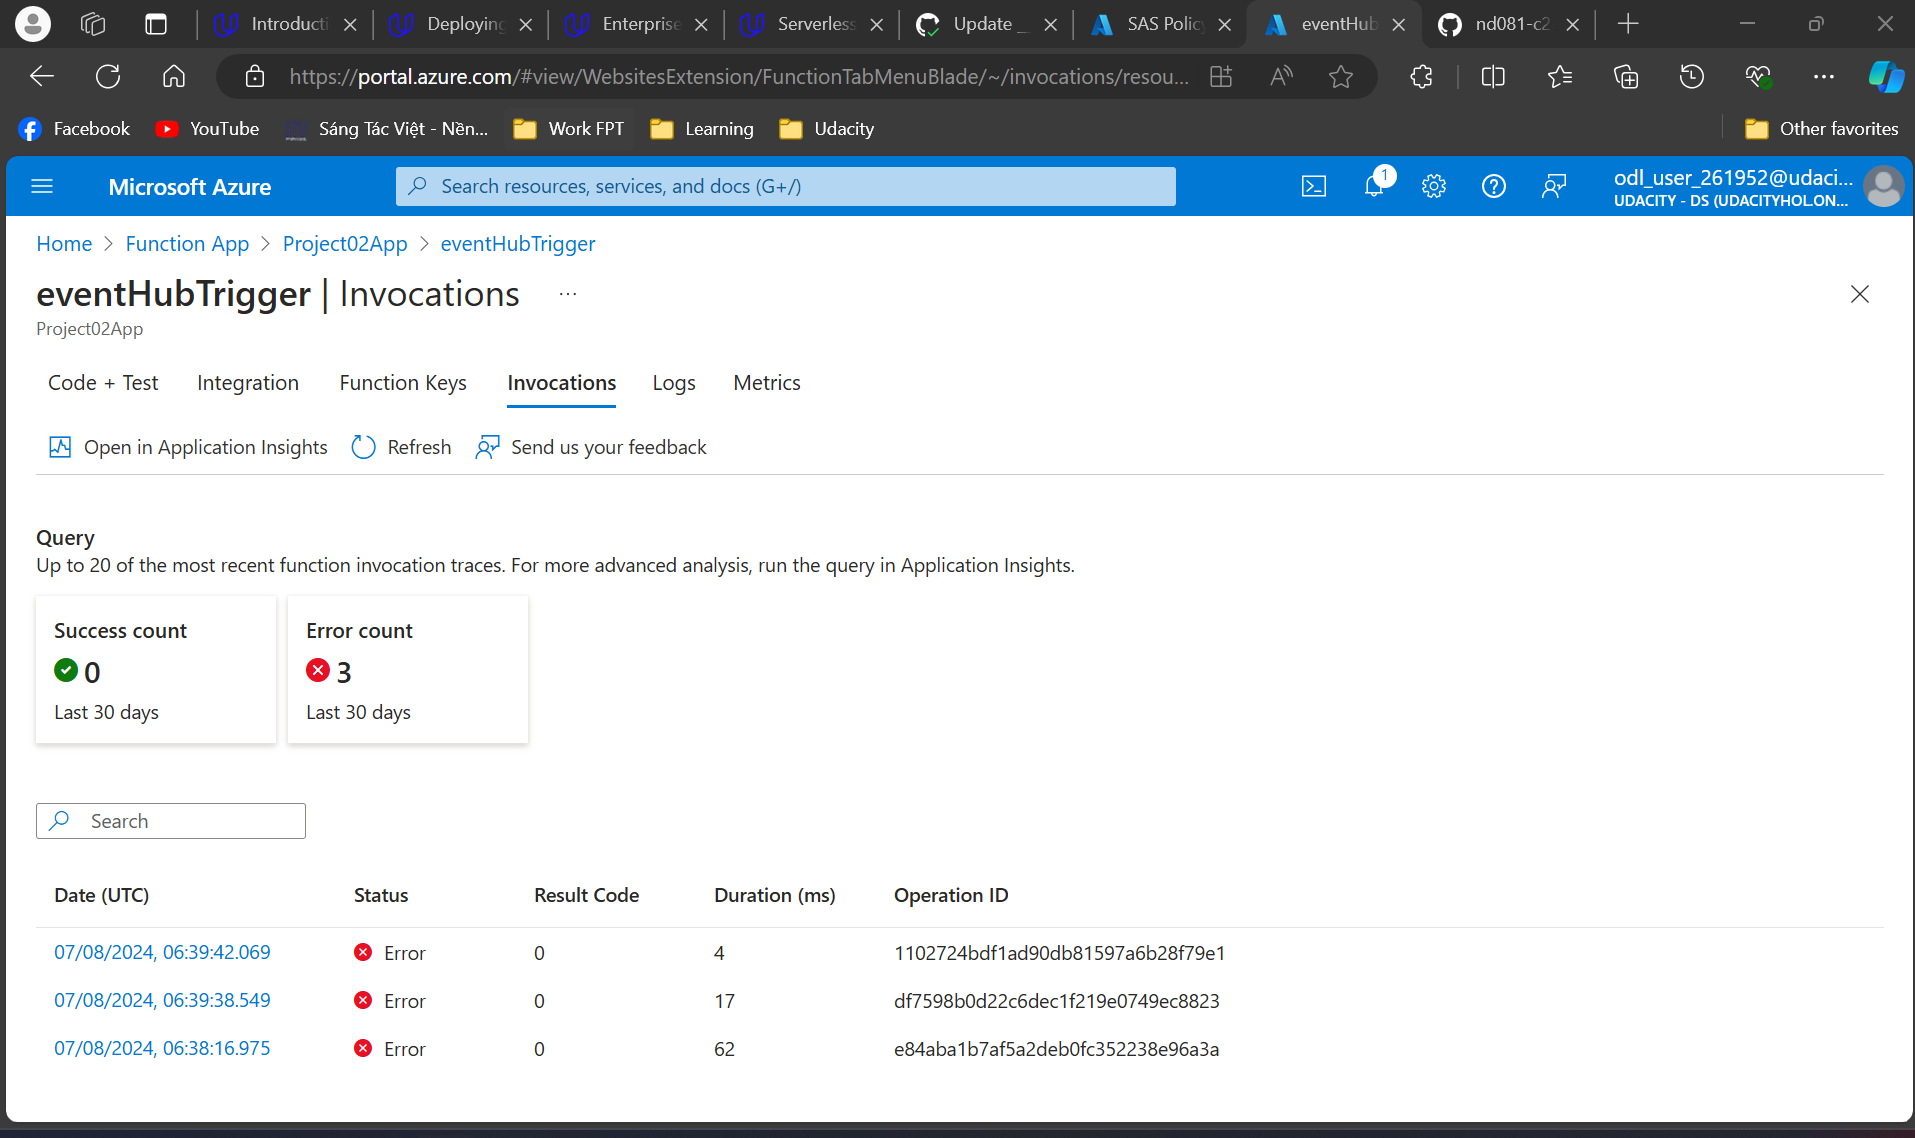 Introducti
Deploying
Enterprise
Serverless
Update _
SAS Policy
eventHub
nd081-c2
https://portal.azure.com/#view/WebsitesExtension/FunctionTabMenuBlade/~/invocations/resou...
Facebook
YouTube
Sáng Tác Việt - Nền...
Work FPT
Learning
Udacity
Other favorites
Microsoft Azure
Search resources, services, and docs (G+/)
1
odl_user_261952@udaci...
UDACITY - DS (UDACITYHOL.ON...
Home > Function App > Project02App > eventHubTrigger
eventHubTrigger | Invocations ...
Project02App
Code + Test Integration Function Keys Invocations Logs Metrics
Open in Application Insights Refresh Send us your feedback
Query
Up to 20 of the most recent function invocation traces. For more advanced analysis, run the query in Application Insights.
Success count
0
Last 30 days
Error count
3
Last 30 days
Search
Date (UTC) Status Result Code Duration (ms) Operation ID
07/08/2024, 06:39:42.069 Error 0 4 1102724bdf1ad90db81597a6b28f79e1
07/08/2024, 06:39:38.549 Error 0 17 df7598b0d22c6dec1f219e0749ec8823
07/08/2024, 06:38:16.975 Error 0 62 e84aba1b7af5a2deb0fc352238e96a3a